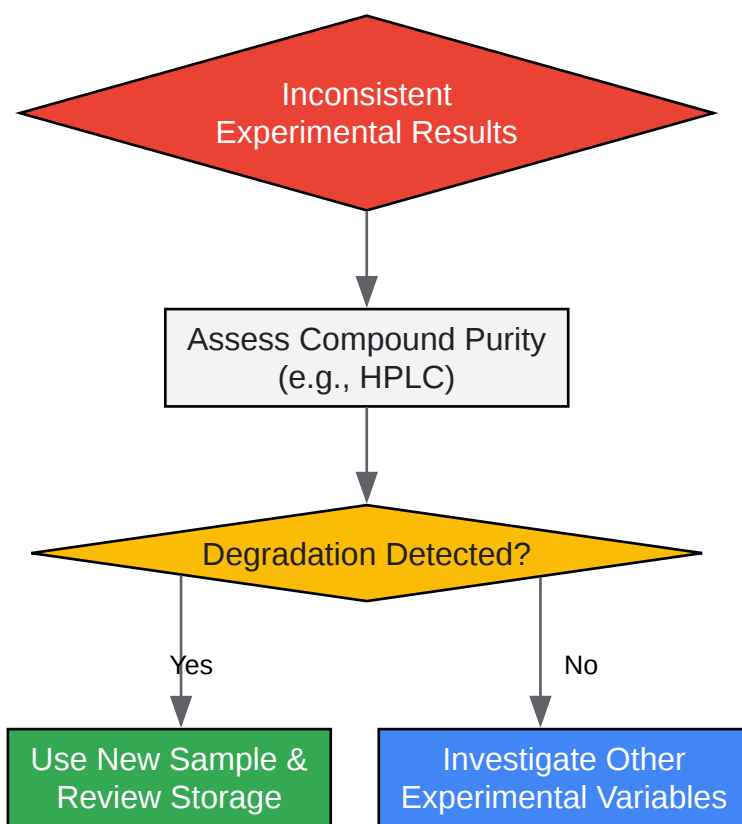 Inconsistent
Experimental Results
Assess Compound Purity
(e.g., HPLC)
Degradation Detected?
Yes
No
Use New Sample &
Review Storage
Investigate Other
Experimental Variables